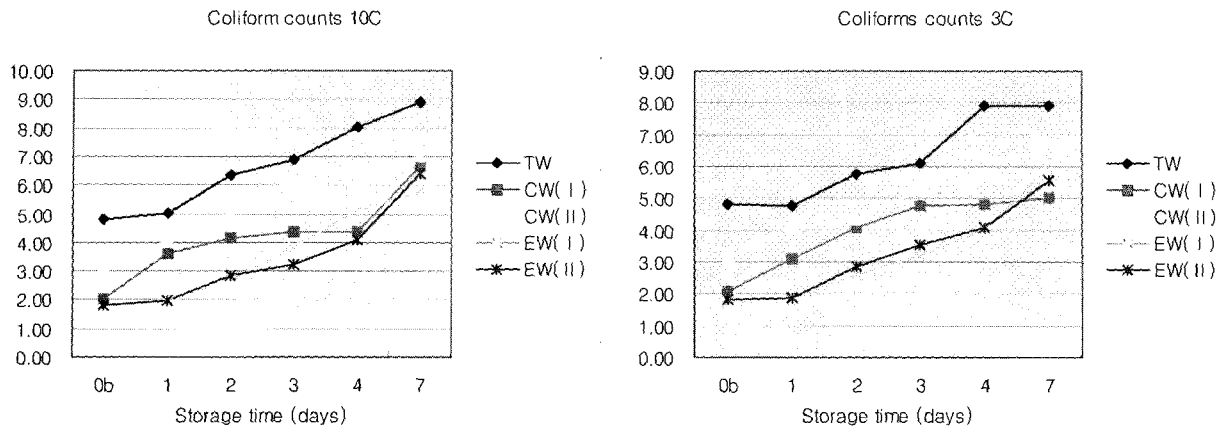 Coliform counts 10C
10.00
9.00
8.00
7.00
6.00
5.00
4.00
3.00
2.00
1.00
0.00
0b 1 2 3 4 7
Storage time (days)
TW
CW( I )
CW(II)
EW( I )
EW(II)
Coliforms counts 3C
9.00
8.00
7.00
6.00
5.00
4.00
3.00
2.00
1.00
0.00
0b 1 2 3 4 7
Storage time (days)
TW
CW( I )
CW(II)
EW( I )
EW(II)